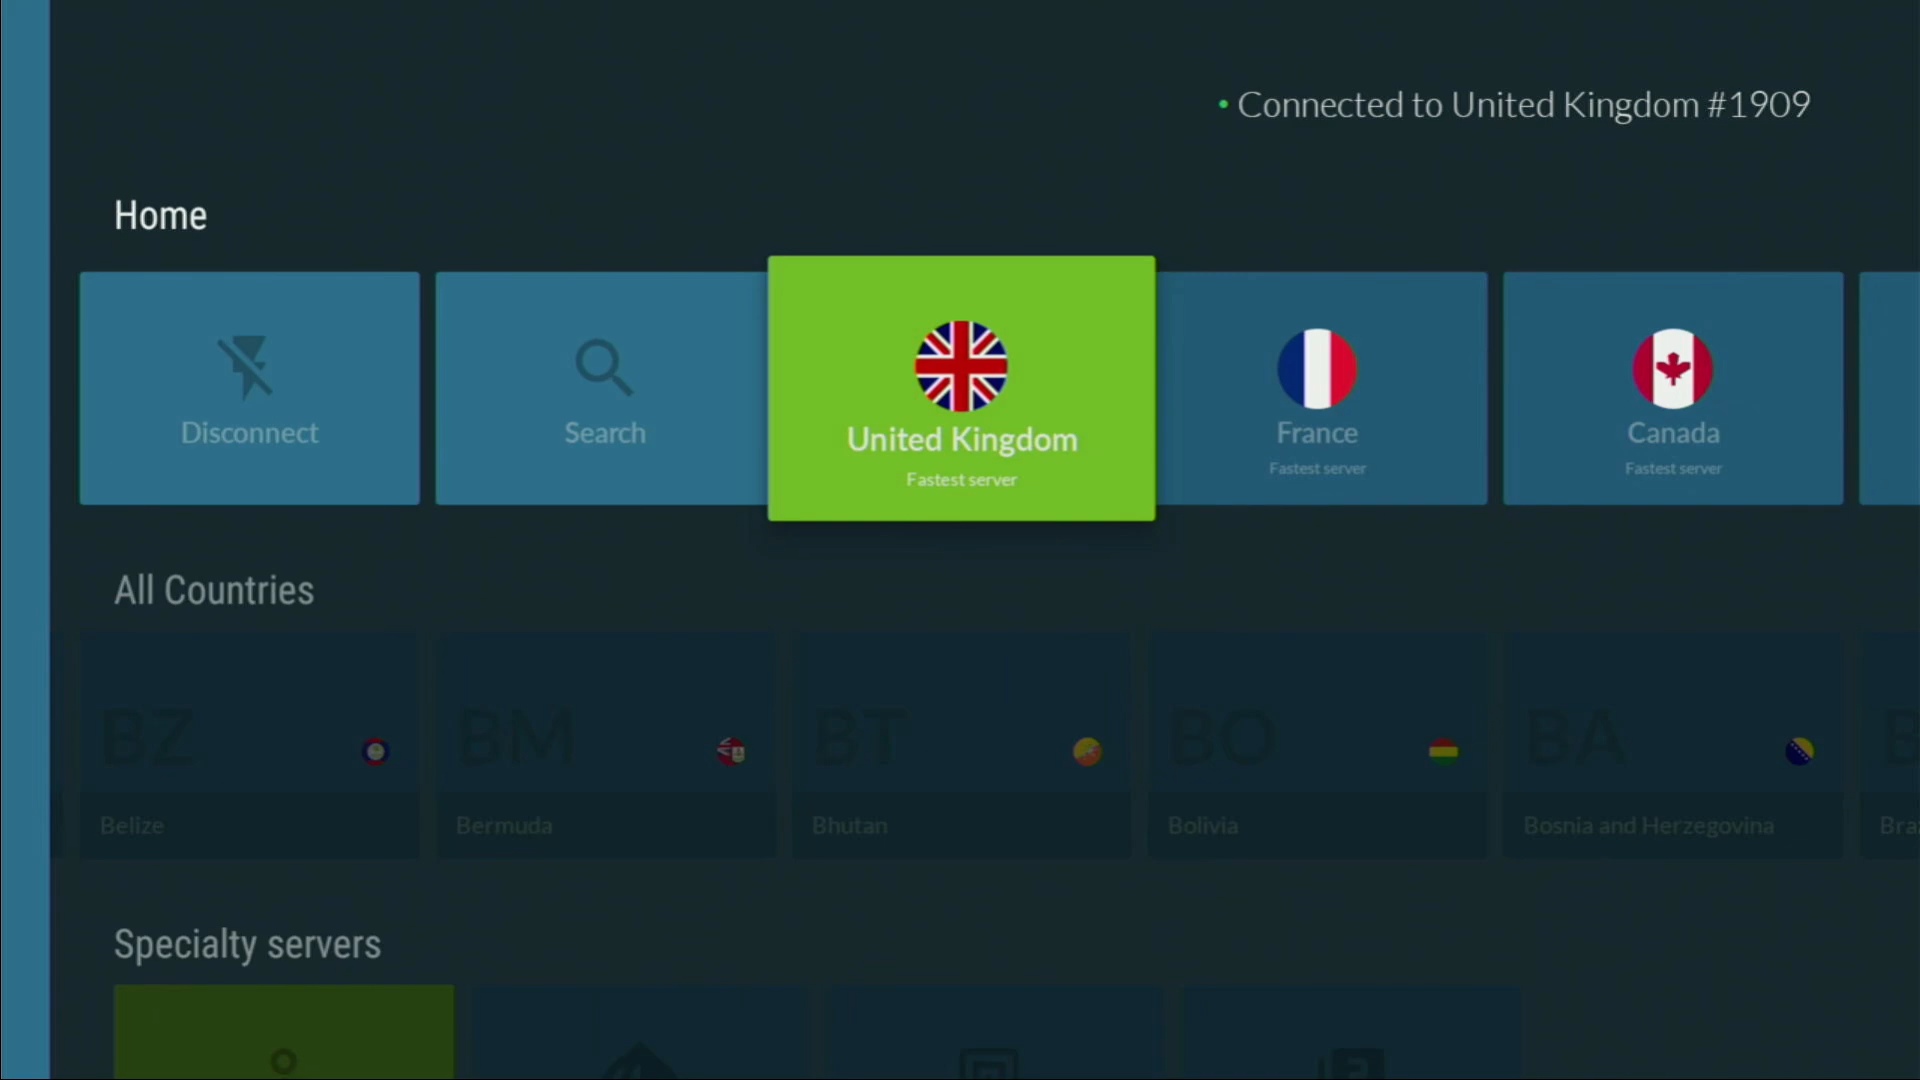 • Connected to United Kingdom #1909
Home
Disconnect
Search
United Kingdom
Fastest server
France
Fastest server
Canada
Fastest server
All Countries
BZ
BM
BT
BO
BA
B
Belize
Bermuda
Bhutan
Bolivia
Bosnia and Herzegovina
Bra
Specialty servers